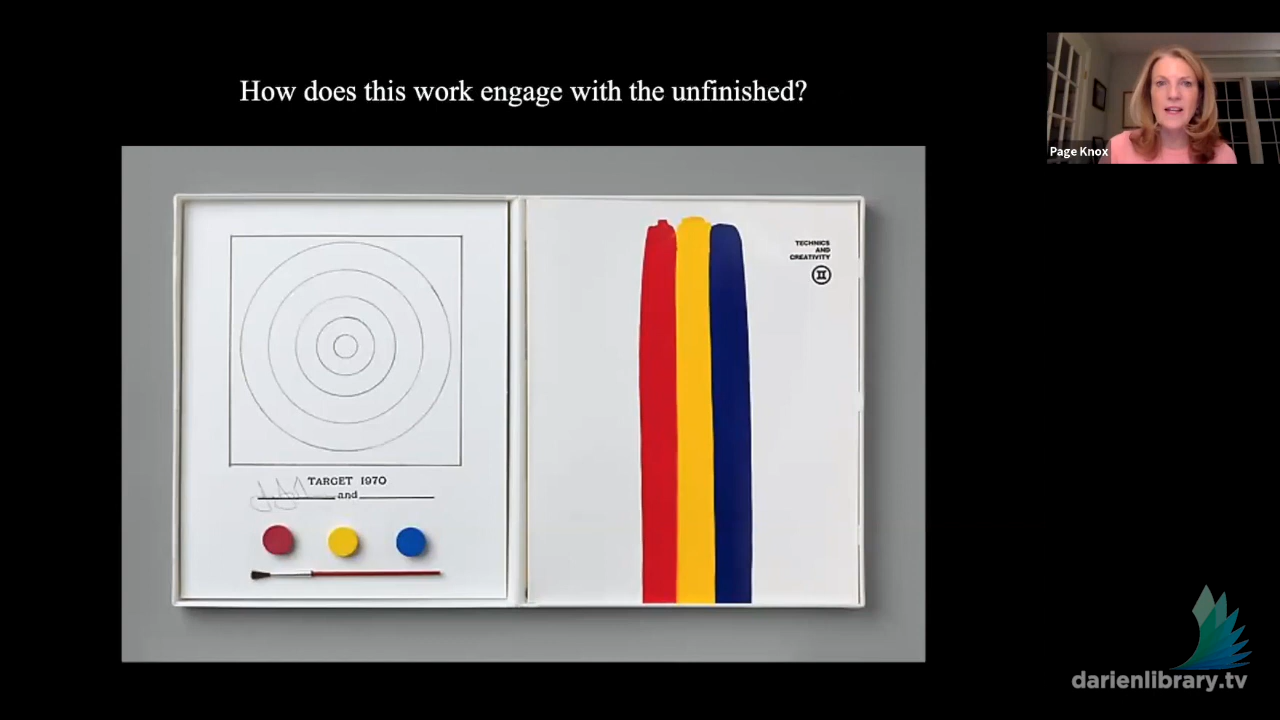 How does this work engage with the unfinished?
Page Knox
TECHNICS
AND
CREATIVITY
II
TARGET 1970
and
darienlibrary.tv